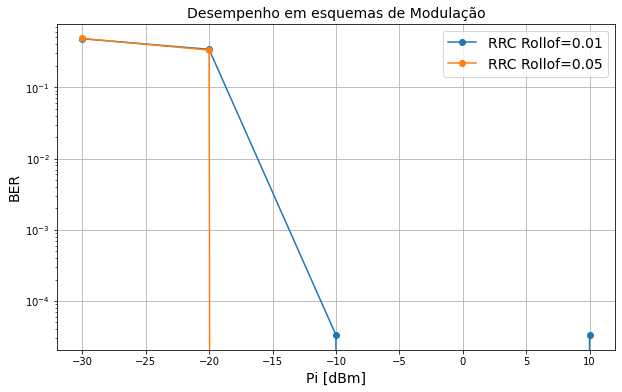 Desempenho em esquemas de Modulação
RRC Rollof=0.01
RRC Rollof=0.05
BER
10⁻¹
10⁻²
10⁻³
10⁻⁴
−30 −25 −20 −15 −10 −5 0 5 10
Pi [dBm]